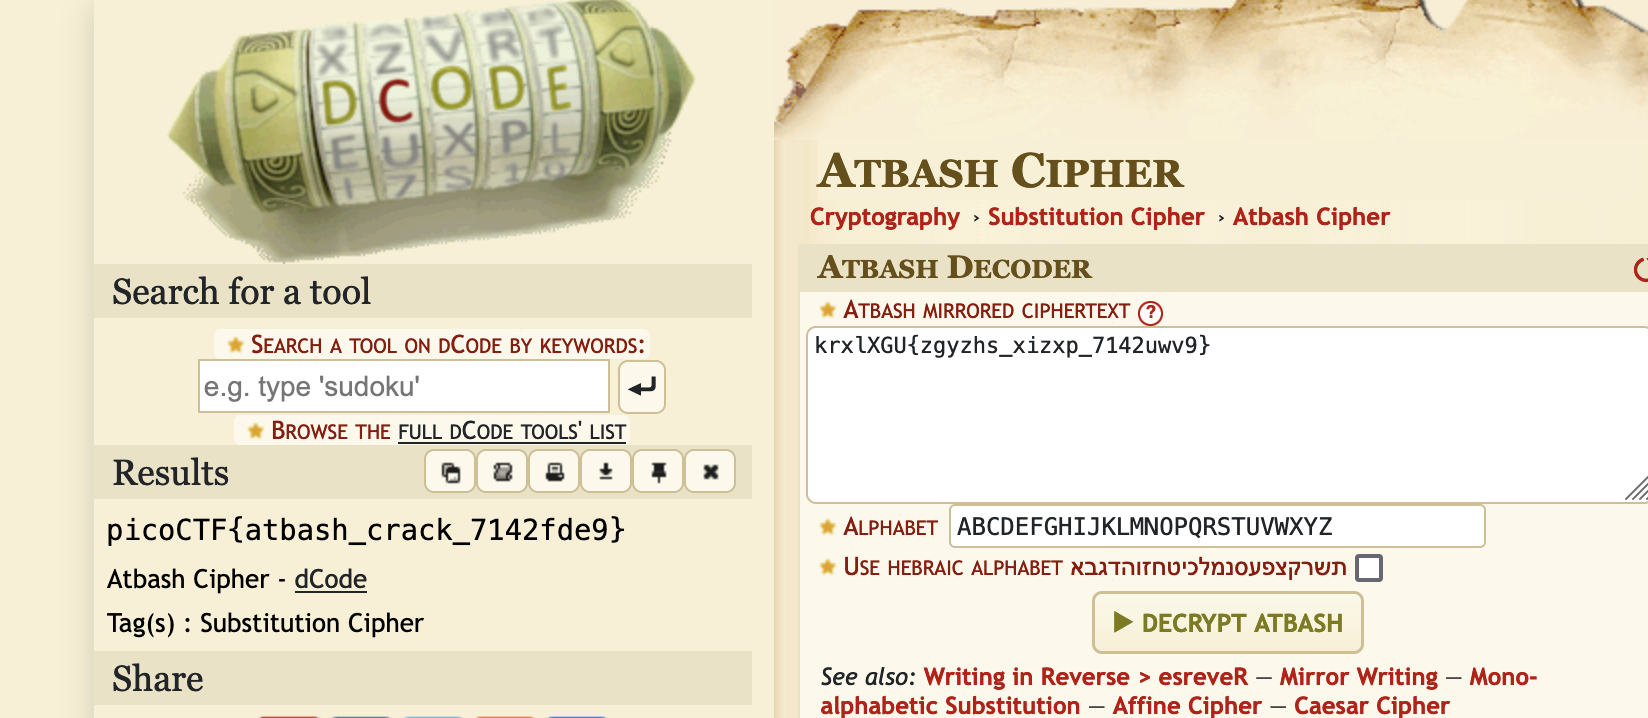 X Z V R T
D C O D E
E U X P L
Search for a tool
SEARCH A TOOL ON DCODE BY KEYWORDS:
e.g. type 'sudoku'
BROWSE THE FULL DCODE TOOLS' LIST
Results
picoCTF{atbash_crack_7142fde9}
Atbash Cipher - dCode
Tag(s) : Substitution Cipher
Share
ATBASH CIPHER
Cryptography › Substitution Cipher › Atbash Cipher
ATBASH DECODER
ATBASH MIRRORED CIPHERTEXT ?
krxlXGU{zgyzhs_xizxp_7142uwv9}
ALPHABET ABCDEFGHIJKLMNOPQRSTUVWXYZ
USE HEBRAIC ALPHABET תשרקצפעסנמלכיטחזוהדגבא
▶ DECRYPT ATBASH
See also: Writing in Reverse > esreveR — Mirror Writing — Mono-
alphabetic Substitution — Affine Cipher — Caesar Cipher